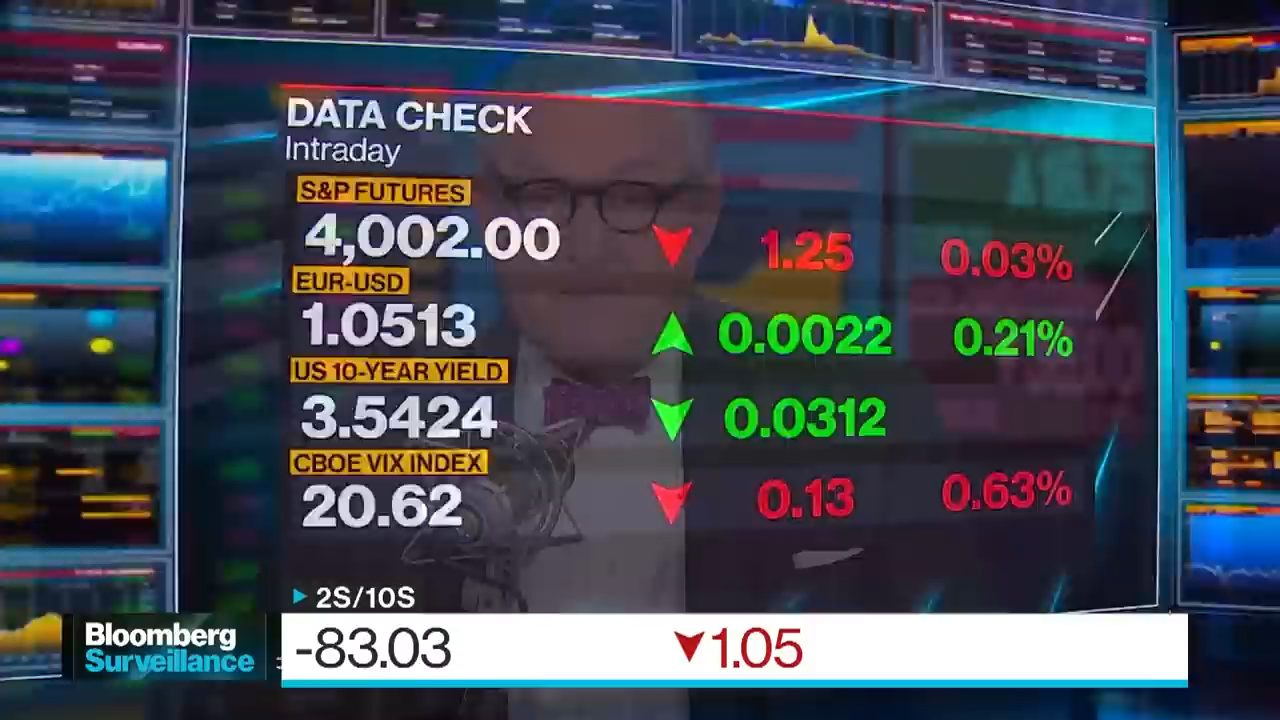 DATA CHECK
Intraday
S&P FUTURES
4,002.00 ▼ 1.25 0.03%
EUR-USD
1.0513 ▲ 0.0022 0.21%
US 10-YEAR YIELD
3.5424 ▼ 0.0312
CBOE VIX INDEX
20.62 ▼ 0.13 0.63%
▶ 2S/10S
-83.03 ▼1.05
Bloomberg
Surveillance